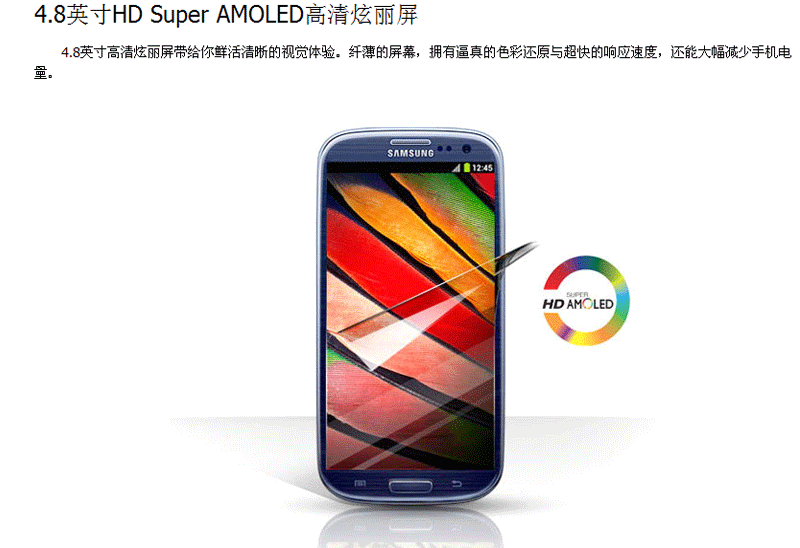 4.8英寸HD Super AMOLED高清炫丽屏
4.8英寸高清炫丽屏带给你鲜活清晰的视觉体验。纤薄的屏幕，拥有逼真的色彩还原与超快的响应速度，还能大幅减少手机电
量。
SAMSUNG
12:45
SUPER
HD AMOLED